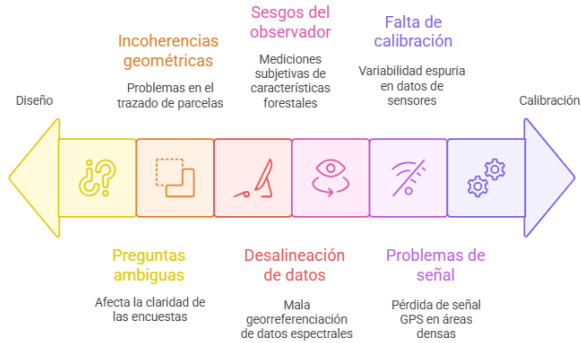 Diseño
Incoherencias
geométricas
Problemas en el
trazado de parcelas
Sesgos del
observador
Mediciones
subjetivas de
características
forestales
Falta de
calibración
Variabilidad espuria
en datos de
sensores
Calibración
Preguntas
ambiguas
Afecta la claridad de
las encuestas
Desalineación
de datos
Mala
georreferenciación
de datos espectrales
Problemas de
señal
Pérdida de señal
GPS en áreas
densas